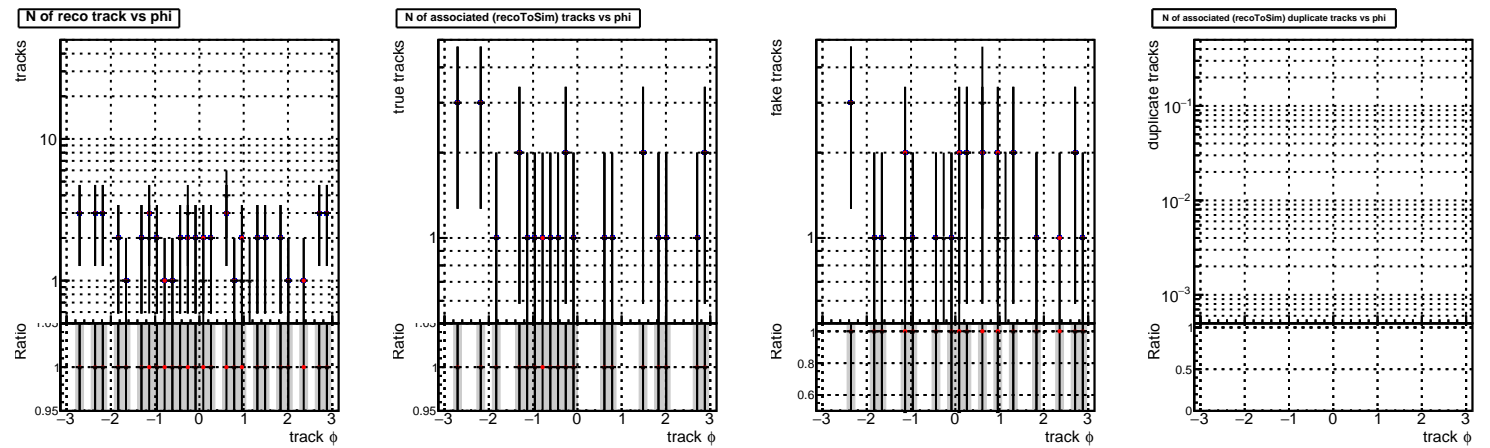 N of reco track vs phi
tracks
10
1
Ratio
1.05
1
0.95
−3 −2 −1 0 1 2 3
track ϕ
N of associated (recoToSim) tracks vs phi
true tracks
1
Ratio
1.05
1
0.95
−3 −2 −1 0 1 2 3
track ϕ
fake tracks
1
Ratio
1
0.8
0.6
−3 −2 −1 0 1 2 3
track ϕ
N of associated (recoToSim) duplicate tracks vs phi
duplicate tracks
10−1
10−2
10−3
Ratio
1
0.5
0
−3 −2 −1 0 1 2 3
track ϕ